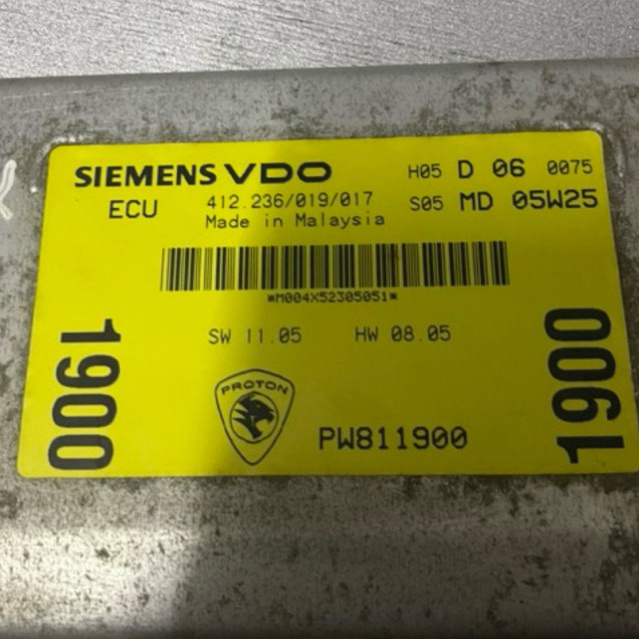 SIEMENS VDO H05 D 06 0075
ECU 412.236/019/017 S05 MD 05W25
Made in Malaysia
*M004X52305051*
SW 11.05 HW 08.05
1900
1900
PROTON
PW811900